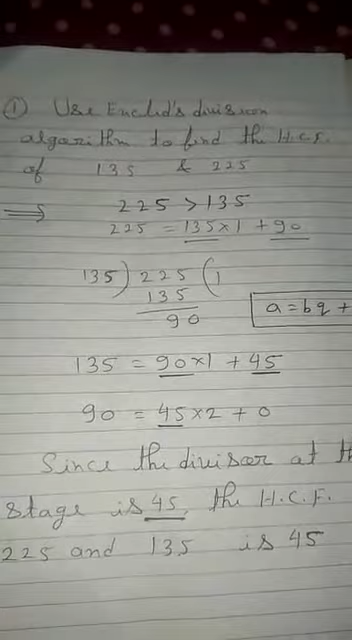 ① Use Euclid's division
algorithm to find the H.C.F.
of 135 & 225
⇒ 225 > 135
225 = 135×1 + 90
135) 225 (1
135
90
a = bq +
135 = 90×1 + 45
90 = 45×2 + 0
Since the divisor at
stage is 45, the H.C.F.
225 and 135 is 45